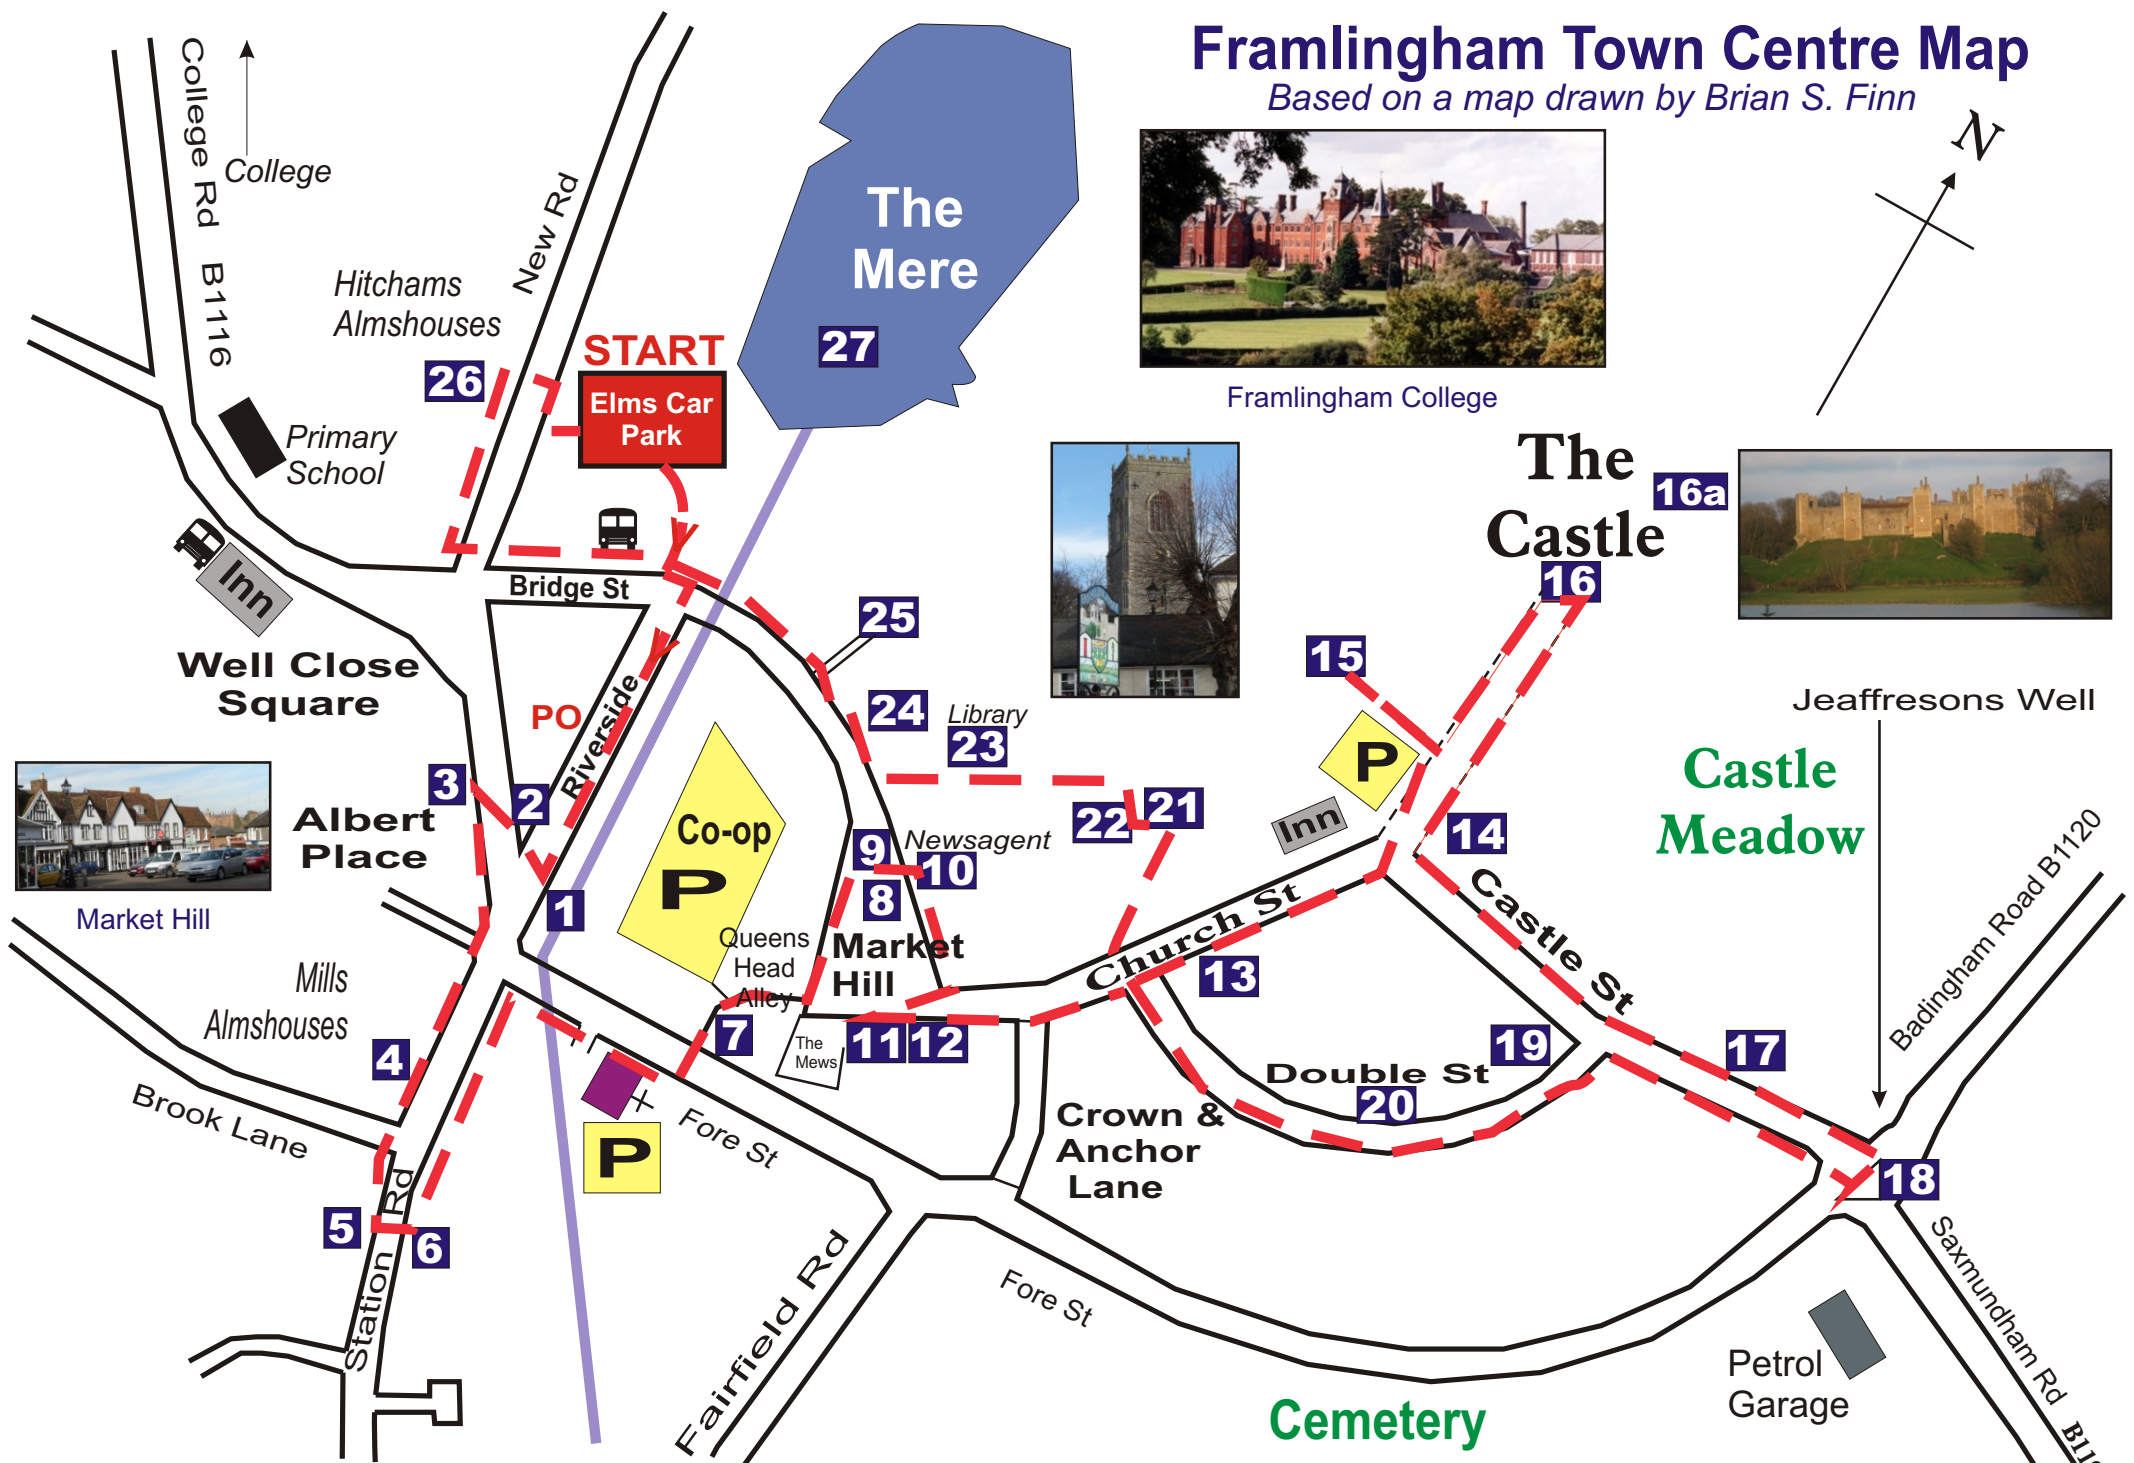 Framlingham Town Centre Map
Based on a map drawn by Brian S. Finn
N
College Rd B1116
College
New Rd
Hitchams
Almshouses
The
Mere
27
START
Elms Car
Park
26
Framlingham College
Primary
School
The
Castle
16a
16
Inn
Bridge St
25
15
Well Close
Square
PO
Riverside
24
Library
23
Jeaffresons Well
P
Castle
Meadow
3
2
Albert
Place
Co-op
P
22
21
Inn
14
9
Newsagent
10
8
Market Hill
1
Queens
Head
Alley
Market
Hill
Church St
13
Castle St
Badingham Road B1120
Mills
Almshouses
4
7
The
Mews
11
12
19
17
Double St
20
Brook Lane
Fore St
P
Crown &
Anchor
Lane
18
5
6
Station Rd
Fairfield Rd
Fore St
Saxmundham Rd
Petrol
Garage
Cemetery